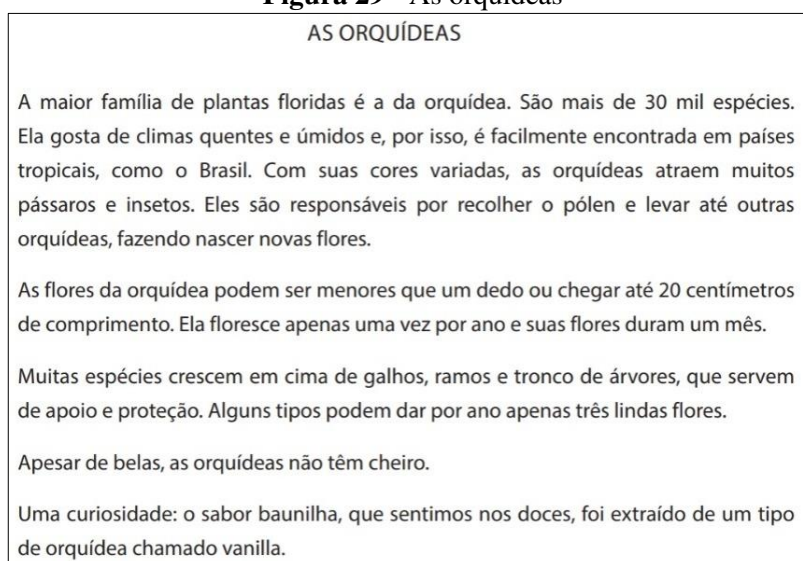 Figura 29 - As orquídeas
AS ORQUÍDEAS
A maior família de plantas floridas é a da orquídea. São mais de 30 mil espécies.
Ela gosta de climas quentes e úmidos e, por isso, é facilmente encontrada em países
tropicais, como o Brasil. Com suas cores variadas, as orquídeas atraem muitos
pássaros e insetos. Eles são responsáveis por recolher o pólen e levar até outras
orquídeas, fazendo nascer novas flores.
As flores da orquídea podem ser menores que um dedo ou chegar até 20 centímetros
de comprimento. Ela floresce apenas uma vez por ano e suas flores duram um mês.
Muitas espécies crescem em cima de galhos, ramos e tronco de árvores, que servem
de apoio e proteção. Alguns tipos podem dar por ano apenas três lindas flores.
Apesar de belas, as orquídeas não têm cheiro.
Uma curiosidade: o sabor baunilha, que sentimos nos doces, foi extraído de um tipo
de orquídea chamado vanilla.